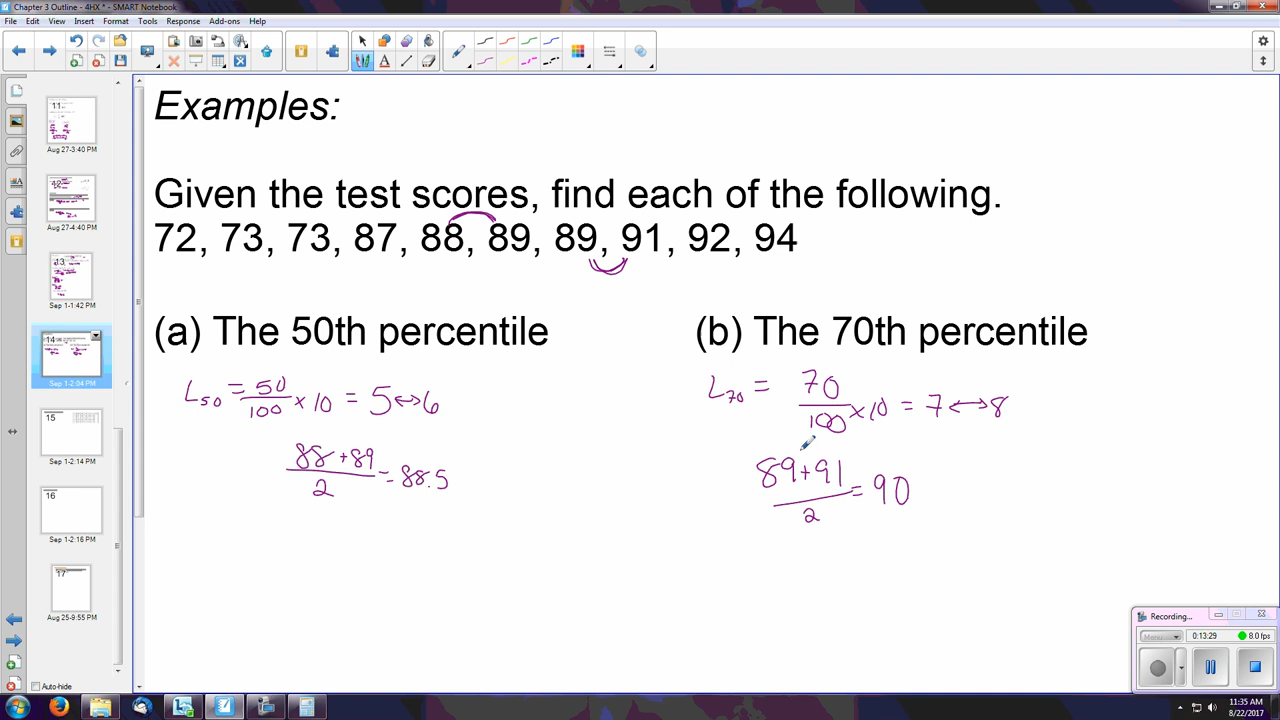 Chapter 3 Outline - 4HX * - SMART Notebook
File Edit View Insert Format Tools Response Add-ons Help
Examples:
Given the test scores, find each of the following.
72, 73, 73, 87, 88, 89, 89, 91, 92, 94
(a) The 50th percentile
L50 = 50/100 × 10 = 5 ↔ 6
88+89/2 = 88.5
(b) The 70th percentile
L70 = 70/100 × 10 = 7 ↔ 8
89+91/2 = 90
11
Aug 27-3:40 PM
12
Aug 27-4:40 PM
13
Sep 1-1:42 PM
14
Sep 1-2:04 PM
15
Sep 1-2:14 PM
16
Sep 1-2:16 PM
17
Aug 25-9:55 PM
Auto-hide
Recording...
Menu
0:13:29
8.0 fps
11:35 AM
8/22/2017